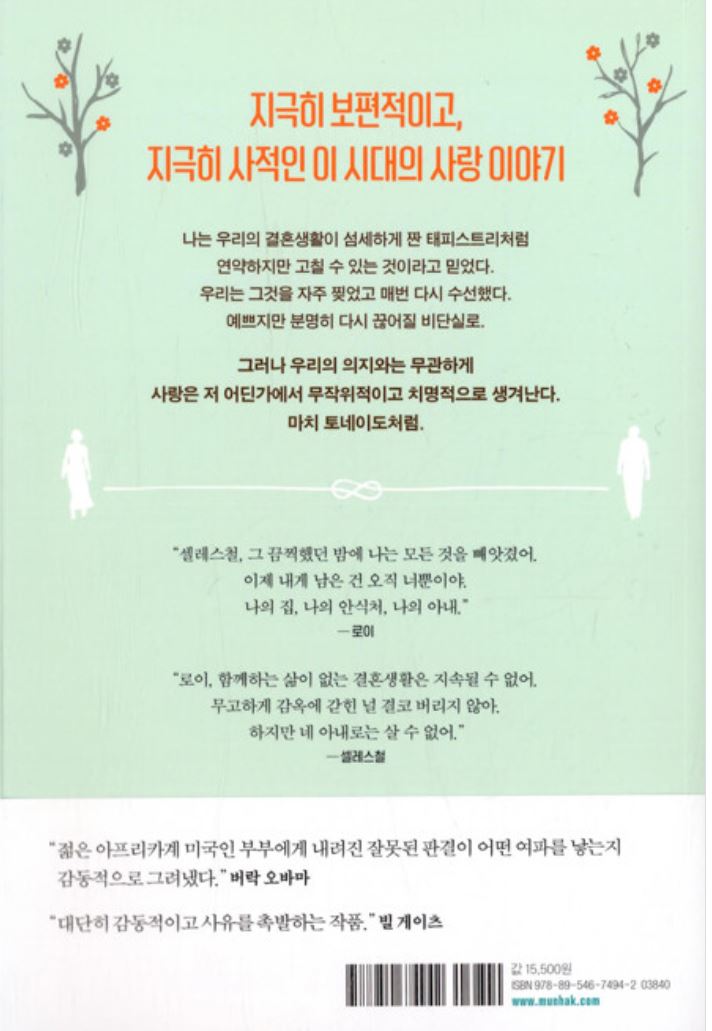 지극히 보편적이고,
지극히 사적인 이 시대의 사랑 이야기
나는 우리의 결혼생활이 섬세하게 짠 태피스트리처럼
연약하지만 고칠 수 있는 것이라고 믿었다.
우리는 그것을 자주 찢었고 매번 다시 수선했다.
예쁘지만 분명히 다시 끊어질 비단실로.
그러나 우리의 의지와는 무관하게
사랑은 저 어딘가에서 무작위적이고 치명적으로 생겨난다.
마치 토네이도처럼.
“셀레스철, 그 끔찍했던 밤에 나는 모든 것을 빼앗겼어.
이제 내게 남은 건 오직 너뿐이야.
나의 집, 나의 안식처, 나의 아내.”
—로이
“로이, 함께하는 삶이 없는 결혼생활은 지속될 수 없어.
무고하게 감옥에 갇힌 널 결코 버리지 않아.
하지만 네 아내로는 살 수 없어.”
—셀레스철
“젊은 아프리카계 미국인 부부에게 내려진 잘못된 판결이 어떤 여파를 낳는지
감동적으로 그려냈다.” 버락 오바마
“대단히 감동적이고 사유를 촉발하는 작품.” 빌 게이츠
값 15,500원
ISBN 978-89-546-7494-2 03840
www.munhak.com